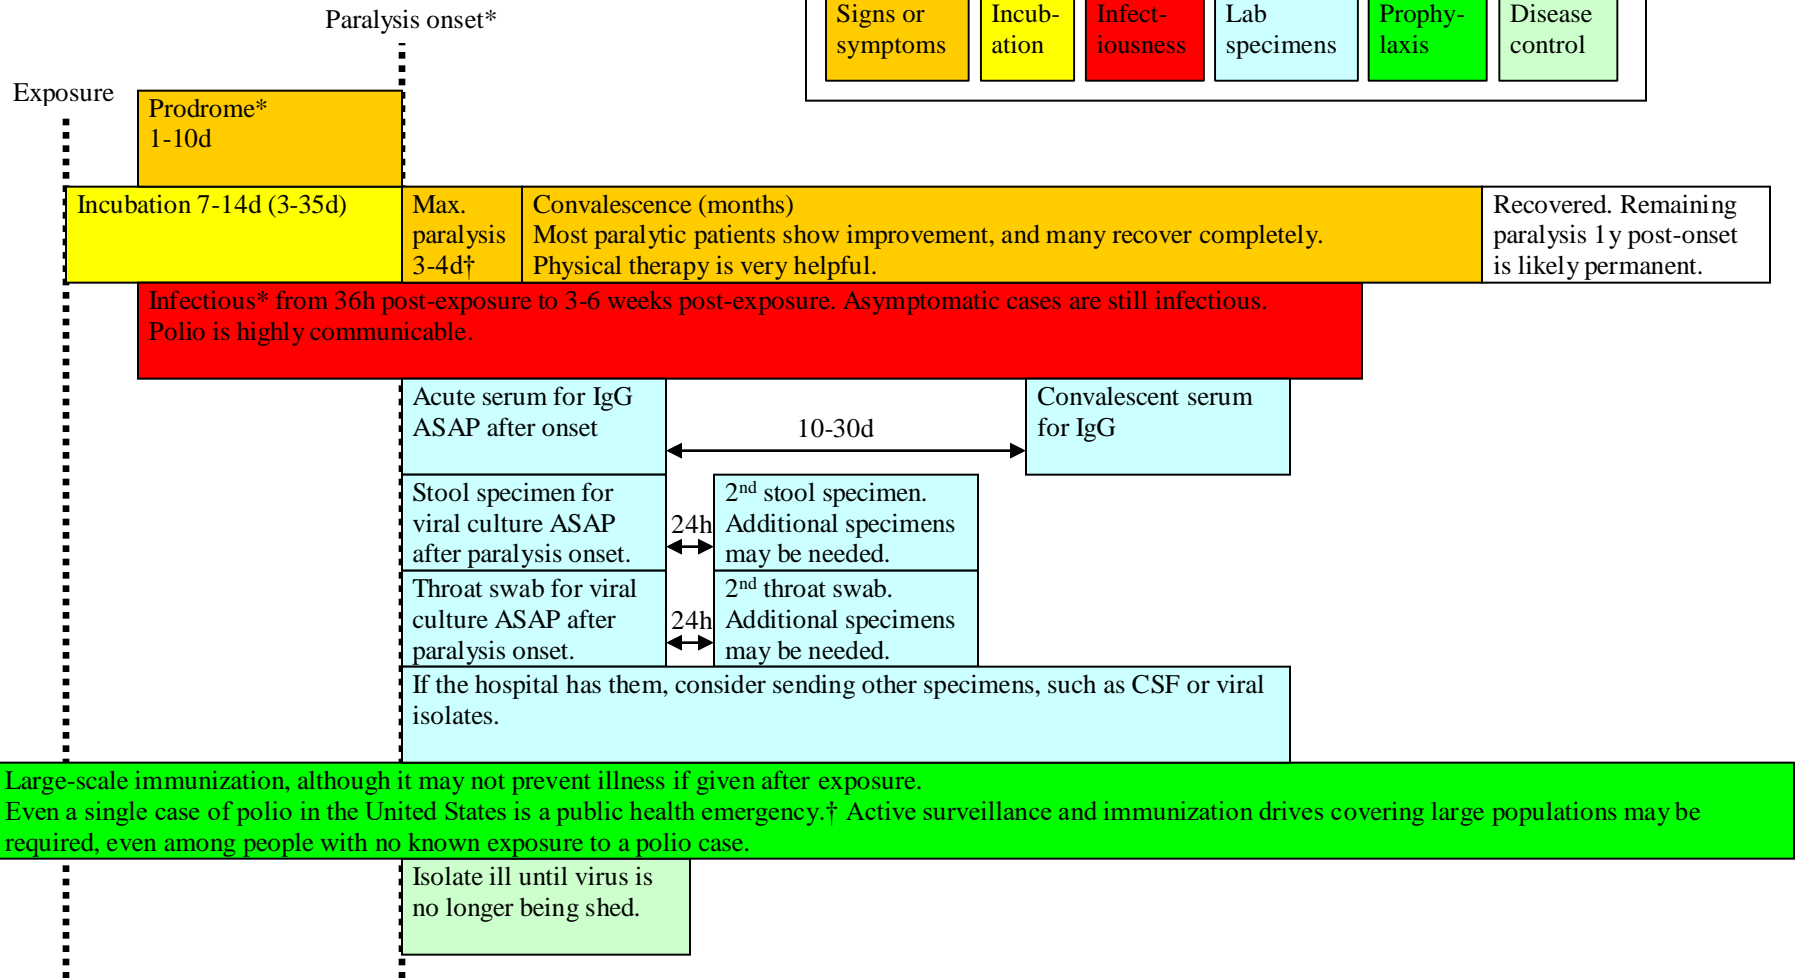 Paralysis onset*
Signs or
symptoms
Incub-
ation
Infect-
iousness
Lab
specimens
Prophy-
laxis
Disease
control
Exposure
Prodrome*
1-10d
Incubation 7-14d (3-35d)
Max.
paralysis
3-4d†
Convalescence (months)
Most paralytic patients show improvement, and many recover completely.
Physical therapy is very helpful.
Recovered. Remaining
paralysis 1y post-onset
is likely permanent.
Infectious* from 36h post-exposure to 3-6 weeks post-exposure. Asymptomatic cases are still infectious.
Polio is highly communicable.
Acute serum for IgG
ASAP after onset
10-30d
Convalescent serum
for IgG
Stool specimen for
viral culture ASAP
after paralysis onset.
24h
2nd stool specimen.
Additional specimens
may be needed.
Throat swab for viral
culture ASAP after
paralysis onset.
24h
2nd throat swab.
Additional specimens
may be needed.
If the hospital has them, consider sending other specimens, such as CSF or viral
isolates.
Large-scale immunization, although it may not prevent illness if given after exposure.
Even a single case of polio in the United States is a public health emergency.† Active surveillance and immunization drives covering large populations may be
required, even among people with no known exposure to a polio case.
Isolate ill until virus is
no longer being shed.